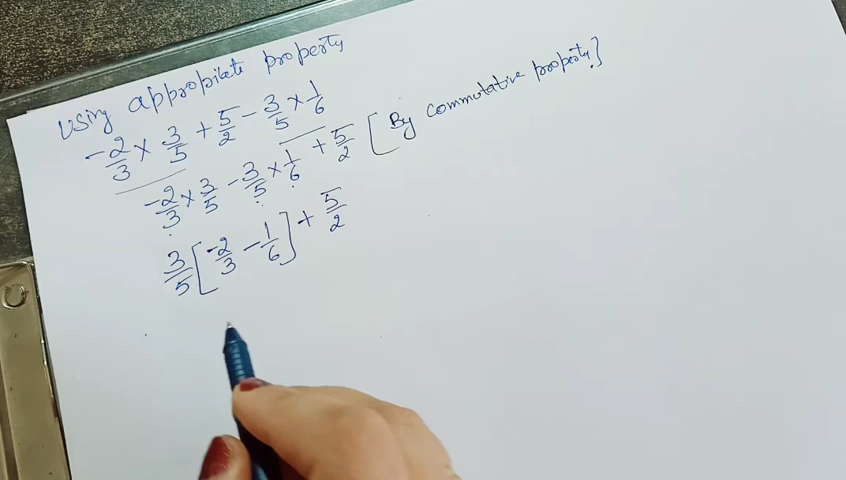 Using appropilate property
-2/3 × 3/5 + 5/2 - 3/5 × 1/6
-2/3 × 3/5 - 3/5 × 1/6 + 5/2 [By commutative property]
3/5 [-2/3 - 1/6] + 5/2